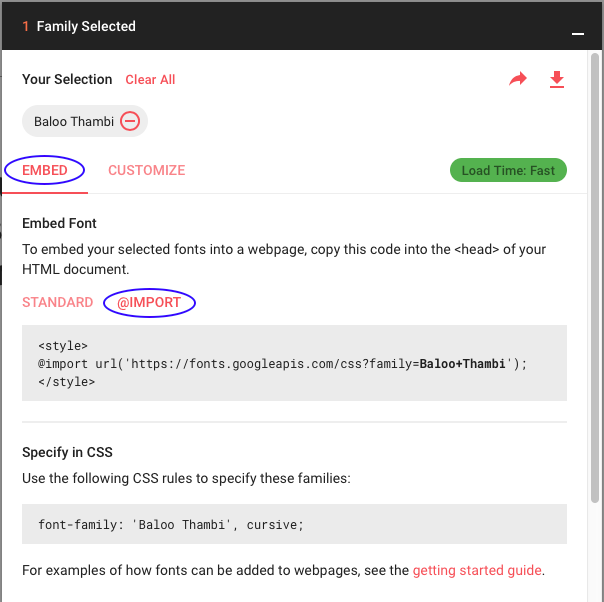 1 Family Selected
Your Selection Clear All
Baloo Thambi
EMBED CUSTOMIZE Load Time: Fast
Embed Font
To embed your selected fonts into a webpage, copy this code into the <head> of your
HTML document.
STANDARD @IMPORT
<style>
@import url('https://fonts.googleapis.com/css?family=Baloo+Thambi');
</style>
Specify in CSS
Use the following CSS rules to specify these families:
font-family: 'Baloo Thambi', cursive;
For examples of how fonts can be added to webpages, see the getting started guide.